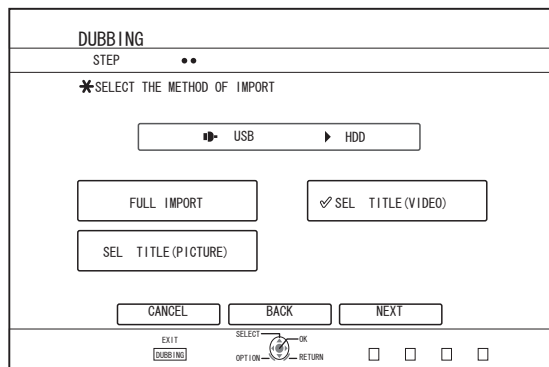 DUBBING
STEP
SELECT THE METHOD OF IMPORT
USB HDD
FULL IMPORT
SEL TITLE(VIDEO)
SEL TITLE(PICTURE)
CANCEL BACK NEXT
EXIT
DUBBING
SELECT OK
OPTION RETURN